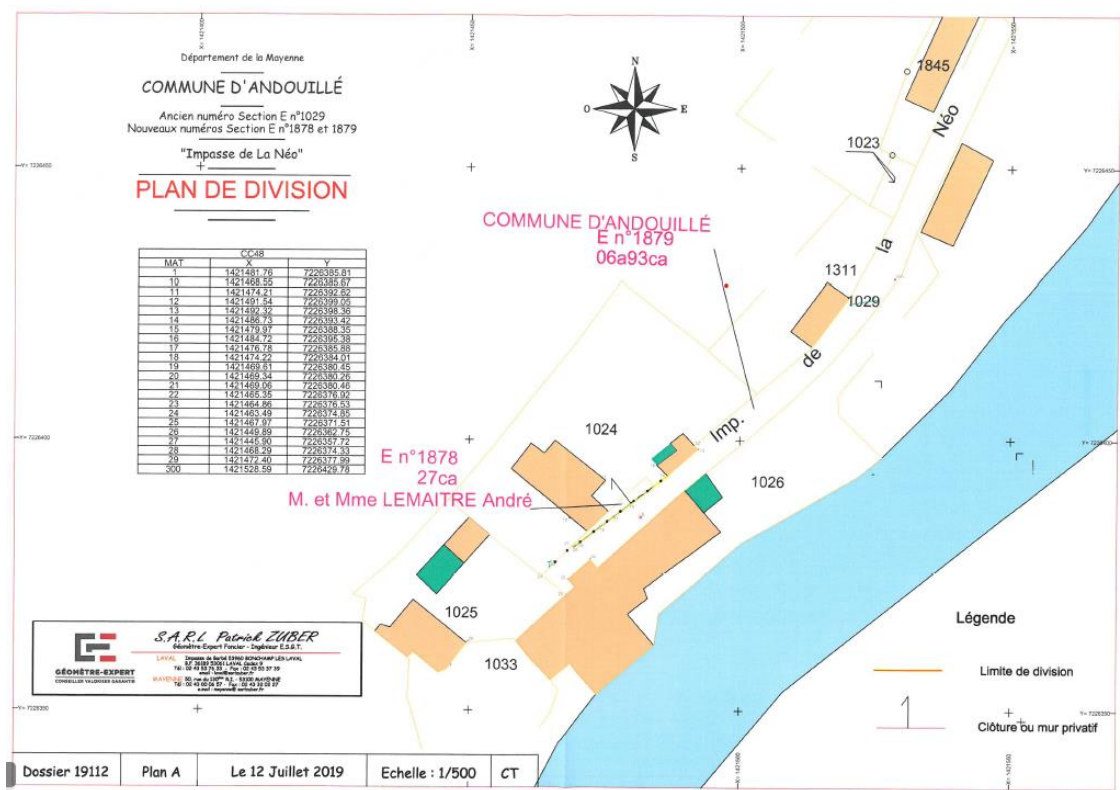 Département de la Mayenne
COMMUNE D'ANDOUILLÉ
Ancien numéro Section E n°1029
Nouveaux numéros Section E n°1878 et 1879
"Impasse de La Néo"
PLAN DE DIVISION
CC48
MAT X Y
1 1421481.76 7226385.81
10 1421468.55 7226385.67
11 1421474.21 7226392.62
12 1421491.54 7226399.05
13 1421492.32 7226398.36
14 1421486.73 7226393.42
15 1421479.97 7226388.35
16 1421484.72 7226395.38
17 1421476.78 7226385.88
18 1421474.22 7226384.01
19 1421469.61 7226380.45
20 1421469.34 7226380.26
21 1421469.06 7226380.46
22 1421465.35 7226376.92
23 1421464.86 7226376.53
24 1421463.49 7226374.85
25 1421467.97 7226371.51
26 1421449.89 7226362.75
27 1421445.90 7226357.72
28 1421468.29 7226374.33
29 1421472.40 7226377.99
300 1421528.59 7226429.78
N
O E
S
1845
1023
Néo
la
de
Imp.
COMMUNE D'ANDOUILLÉ
E n°1879
06a93ca
1311
1029
1024
1026
E n°1878
27ca
M. et Mme LEMAITRE André
1025
1033
S.A.R.L Patrick ZUBER
Géomètre-Expert Foncier - Ingénieur E.S.G.T.
GÉOMÈTRE-EXPERT
CONSEILLER VALORISER GARANTIR
LAVAL
MAYENNE
Légende
Limite de division
1
Clôture ou mur privatif
Dossier 19112
Plan A
Le 12 Juillet 2019
Echelle : 1/500
CT